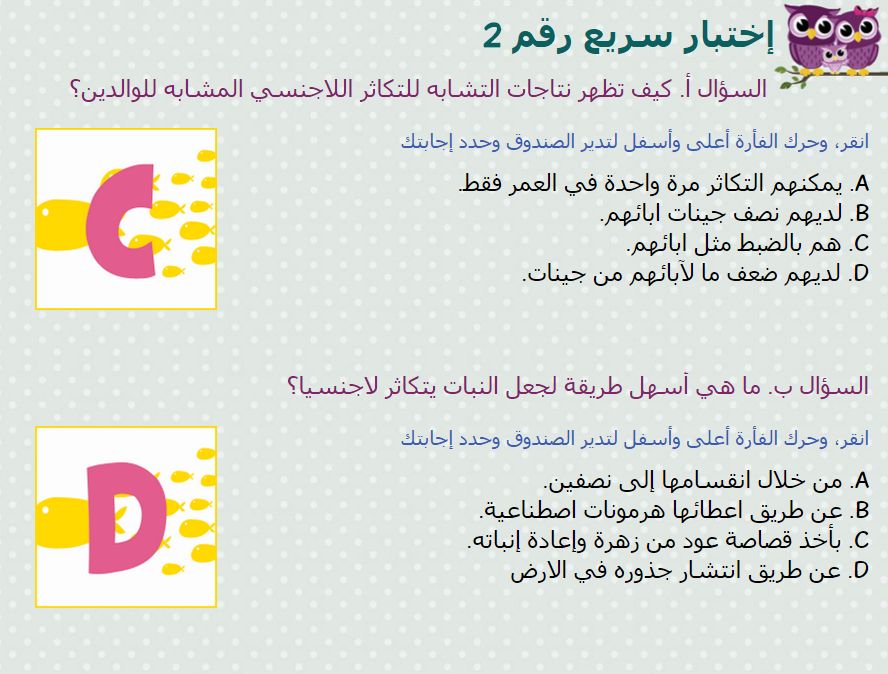 إختبار سريع رقم 2
السؤال أ. كيف تظهر نتاجات التشابه للتكاثر اللاجنسي المشابه للوالدين؟
انقر، وحرك الفأرة أعلى وأسفل لتدير الصندوق وحدد إجابتك
A. يمكنهم التكاثر مرة واحدة في العمر فقط.
B. لديهم نصف جينات ابائهم.
C. هم بالضبط مثل ابائهم.
D. لديهم ضعف ما لآبائهم من جينات.
C
السؤال ب. ما هي أسهل طريقة لجعل النبات يتكاثر لاجنسيا؟
انقر، وحرك الفأرة أعلى وأسفل لتدير الصندوق وحدد إجابتك
A. من خلال انقسامها إلى نصفين.
B. عن طريق اعطائها هرمونات اصطناعية.
C. بأخذ قصاصة عود من زهرة وإعادة إنباته.
D. عن طريق انتشار جذوره في الارض
D